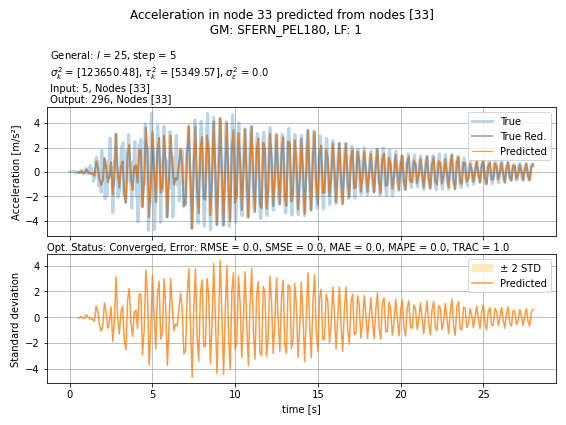 Acceleration in node 33 predicted from nodes [33]
GM: SFERN_PEL180, LF: 1
General: l = 25, step = 5
σ²ₖ = [123650.48], τ²ₖ = [5349.57], σ²ε = 0.0
Input: 5, Nodes [33]
Output: 296, Nodes [33]
Acceleration [m/s²]
4
2
0
−2
−4
True
True Red.
Predicted
Opt. Status: Converged, Error: RMSE = 0.0, SMSE = 0.0, MAE = 0.0, MAPE = 0.0, TRAC = 1.0
Standard deviation
4
2
0
−2
−4
± 2 STD
Predicted
0 5 10 15 20 25
time [s]